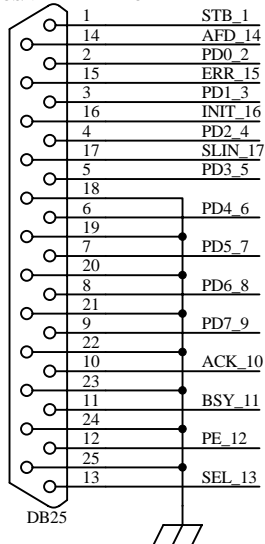 1 STB_1
14 AFD_14
2 PD0_2
15 ERR_15
3 PD1_3
16 INIT_16
4 PD2_4
17 SLIN_17
5 PD3_5
18
6 PD4_6
19
7 PD5_7
20
8 PD6_8
21
9 PD7_9
22
10 ACK_10
23
11 BSY_11
24
12 PE_12
25
13 SEL_13
DB25